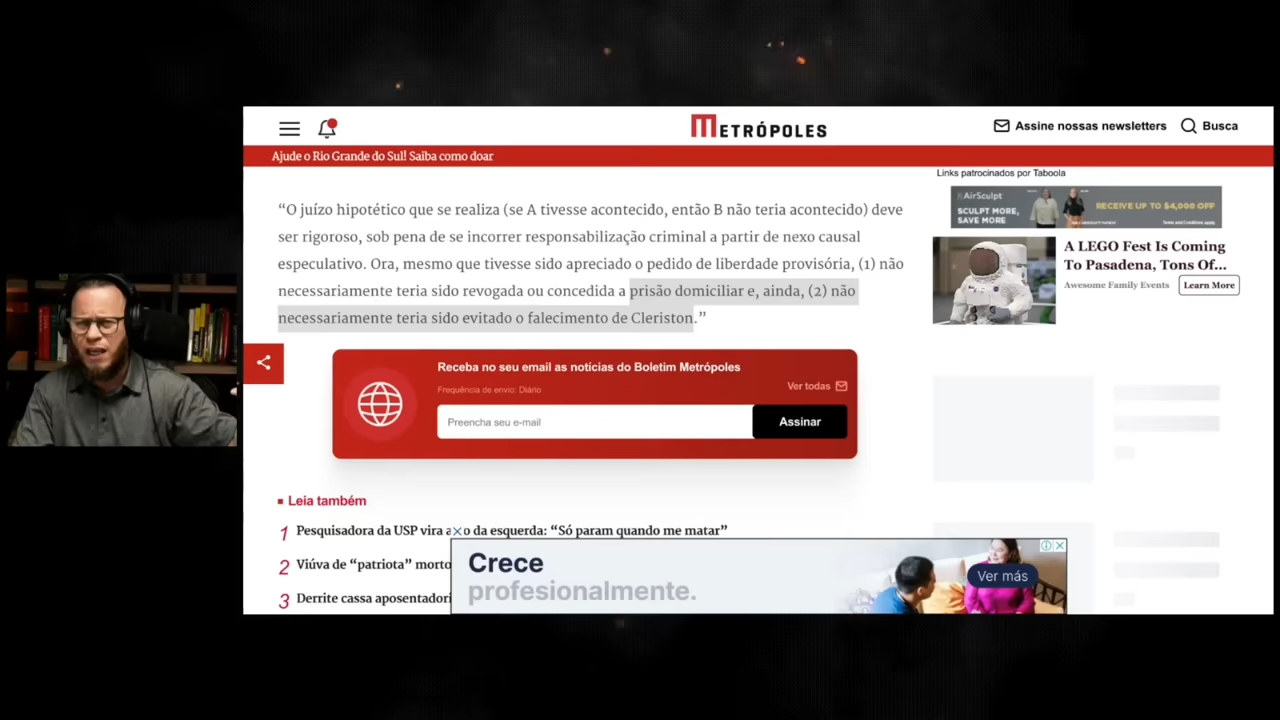 METRÓPOLES
Assine nossas newsletters
Busca
Ajude o Rio Grande do Sul! Saiba como doar
“O juízo hipotético que se realiza (se A tivesse acontecido, então B não teria acontecido) deve
ser rigoroso, sob pena de se incorrer responsabilização criminal a partir de nexo causal
especulativo. Ora, mesmo que tivesse sido apreciado o pedido de liberdade provisória, (1) não
necessariamente teria sido revogada ou concedida a prisão domiciliar e, ainda, (2) não
necessariamente teria sido evitado o falecimento de Cleriston.”
Links patrocinados por Taboola
AirSculpt
SCULPT MORE,
SAVE MORE
RECEIVE UP TO $4,000 OFF
Terms and Conditions apply
A LEGO Fest Is Coming
To Pasadena, Tons Of...
Awesome Family Events
Learn More
Receba no seu email as notícias do Boletim Metrópoles
Frequência de envio: Diário
Ver todas
Preencha seu e-mail
Assinar
Leia também
1 Pesquisadora da USP vira a o da esquerda: “Só param quando me matar”
2 Viúva de “patriota” morto
3 Derrite cassa aposentadori
Crece
profesionalmente.
Ver más